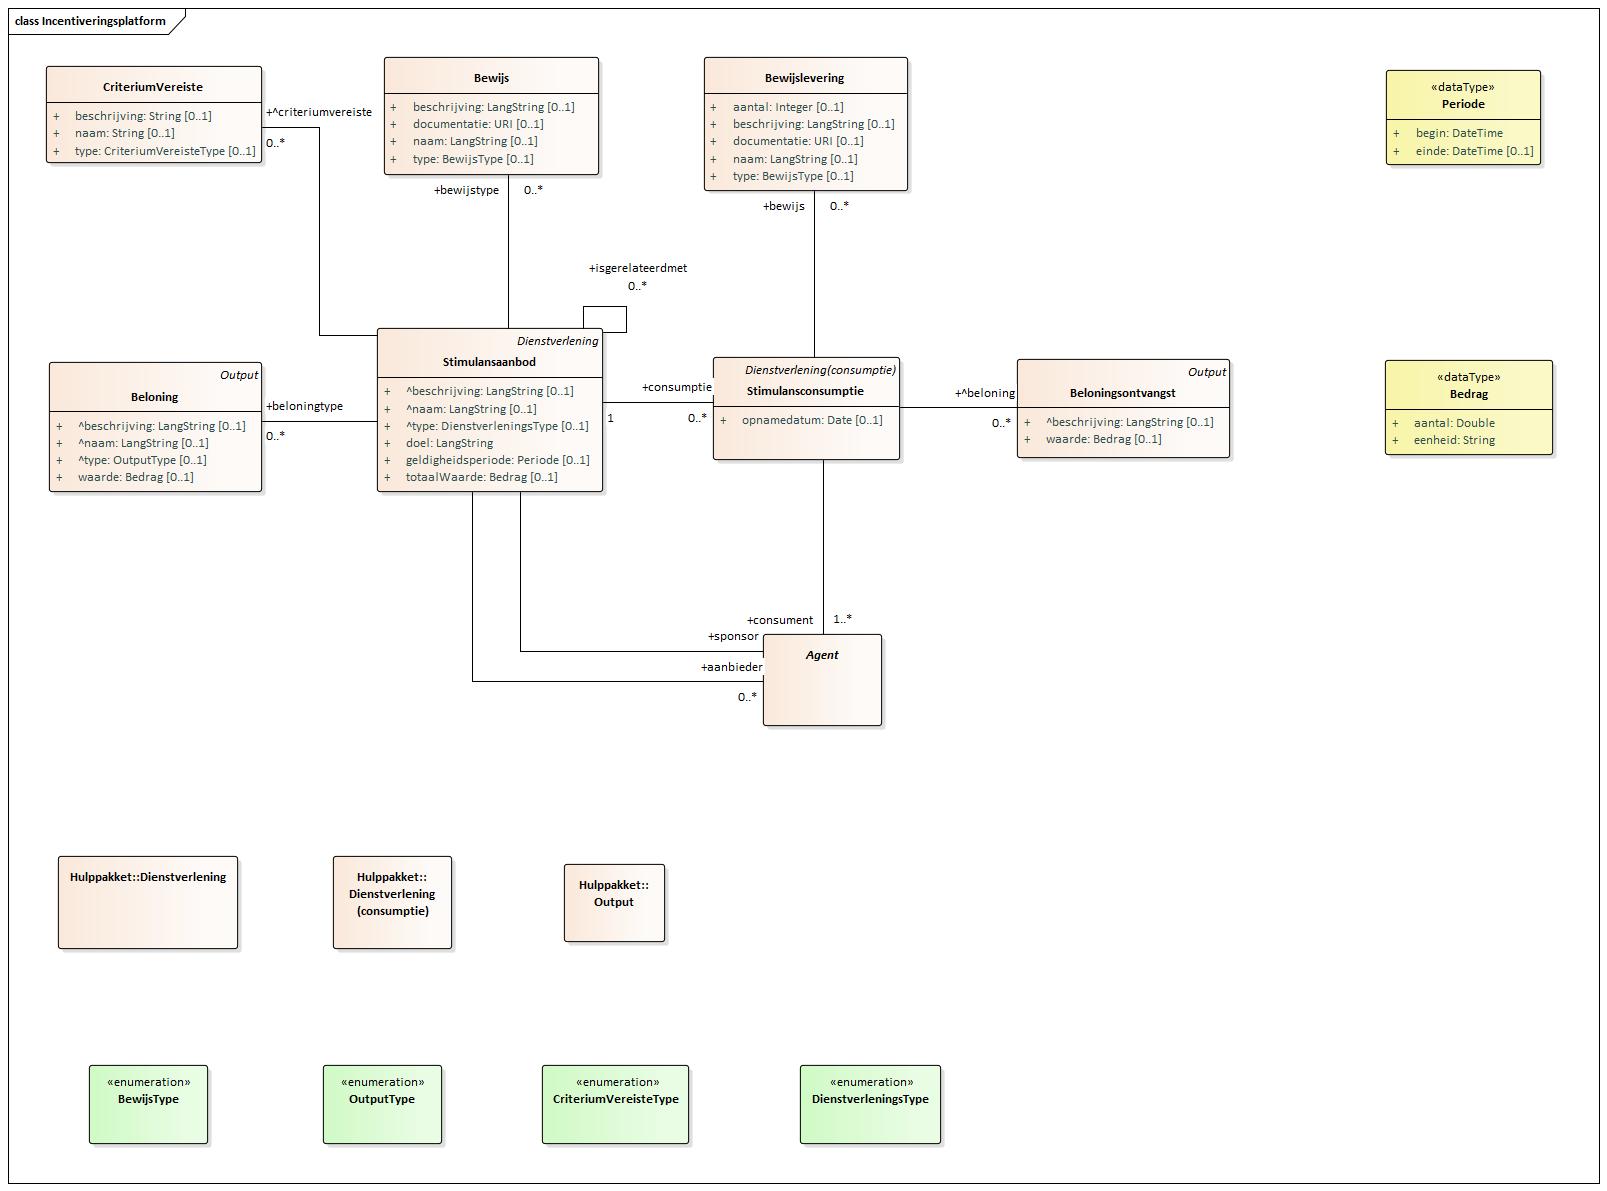 class Incentiveringsplatform
CriteriumVereiste
+ beschrijving: String [0..1]
+ naam: String [0..1]
+ type: CriteriumVereisteType [0..1]
+^criteriumvereiste
0..*
Bewijs
+ beschrijving: LangString [0..1]
+ documentatie: URI [0..1]
+ naam: LangString [0..1]
+ type: BewijsType [0..1]
+bewijstype
0..*
Bewijslevering
+ aantal: Integer [0..1]
+ beschrijving: LangString [0..1]
+ documentatie: URI [0..1]
+ naam: LangString [0..1]
+ type: BewijsType [0..1]
+bewijs
0..*
«dataType»
Periode
+ begin: DateTime
+ einde: DateTime [0..1]
+isgerelateerdmet
0..*
Output
Beloning
+ ^beschrijving: LangString [0..1]
+ ^naam: LangString [0..1]
+ ^type: OutputType [0..1]
+ waarde: Bedrag [0..1]
+beloningtype
0..*
Dienstverlening
Stimulansaanbod
+ ^beschrijving: LangString [0..1]
+ ^naam: LangString [0..1]
+ ^type: DienstverleningsType [0..1]
+ doel: LangString
+ geldigheidsperiode: Periode [0..1]
+ totaalWaarde: Bedrag [0..1]
+consumptie
1
0..*
Dienstverlening(consumptie)
Stimulansconsumptie
+ opnamedatum: Date [0..1]
+^beloning
0..*
Output
Beloningsontvangst
+ ^beschrijving: LangString [0..1]
+ waarde: Bedrag [0..1]
«dataType»
Bedrag
+ aantal: Double
+ eenheid: String
+consument
1..*
+sponsor
+aanbieder
0..*
Agent
Hulppakket::Dienstverlening
Hulppakket::
Dienstverlening
(consumptie)
Hulppakket::
Output
«enumeration»
BewijsType
«enumeration»
OutputType
«enumeration»
CriteriumVereisteType
«enumeration»
DienstverleningsType